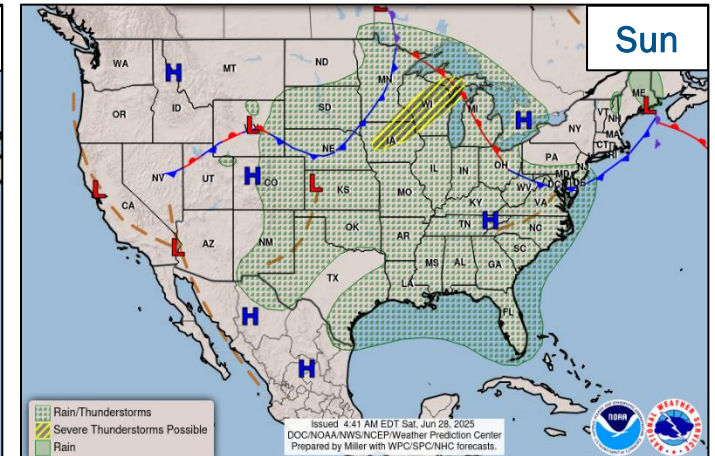 Sun
L
WA
MT
ND
MN
H
OR
ID
SD
WI
MI
H
ME
L
VT
NH
NY
MA
CT
RI
L
NE
IA
PA
NV
UT
H
CO
L
KS
MO
IL
IN
OH
WV
MD
DC
DE
VA
KY
L
CA
AZ
NM
OK
AR
TN
H
NC
SC
L
TX
LA
MS
AL
GA
FL
H
H
Rain/Thunderstorms
Severe Thunderstorms Possible
Rain
Issued 4:41 AM EDT Sat, Jun 28, 2025
DOC/NOAA/NWS/NCEP/Weather Prediction Center
Prepared by Miller with WPC/SPC/NHC forecasts.
NOAA
NATIONAL WEATHER SERVICE